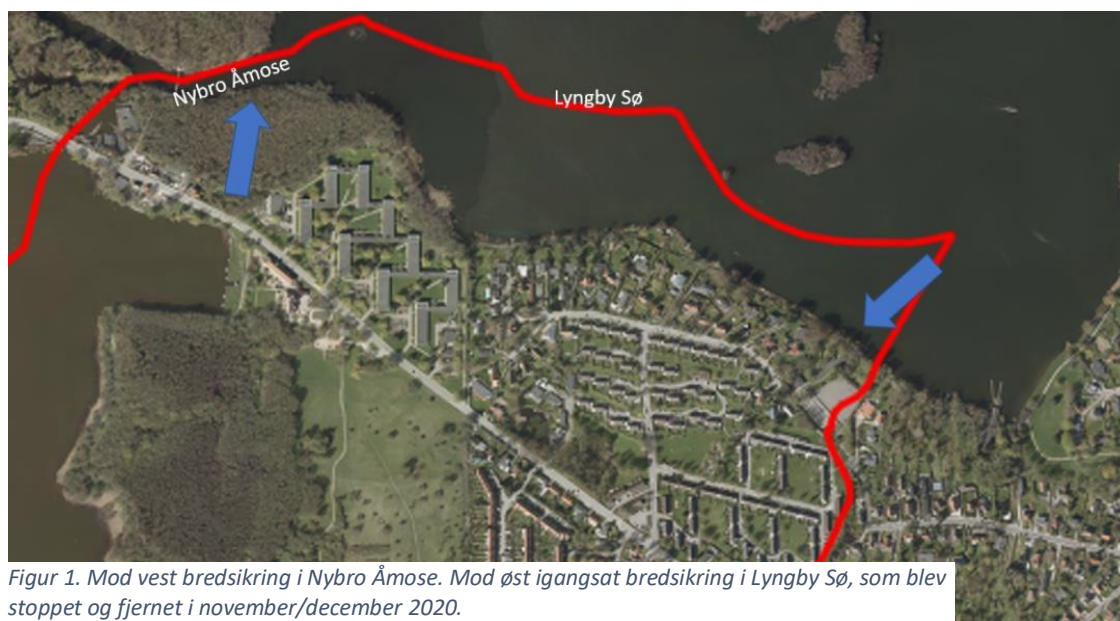 Nybro Åmose
Lyngby Sø
Figur 1. Mod vest bredsikring i Nybro Åmose. Mod øst igangsat bredsikring i Lyngby Sø, som blev
stoppet og fjernet i november/december 2020.